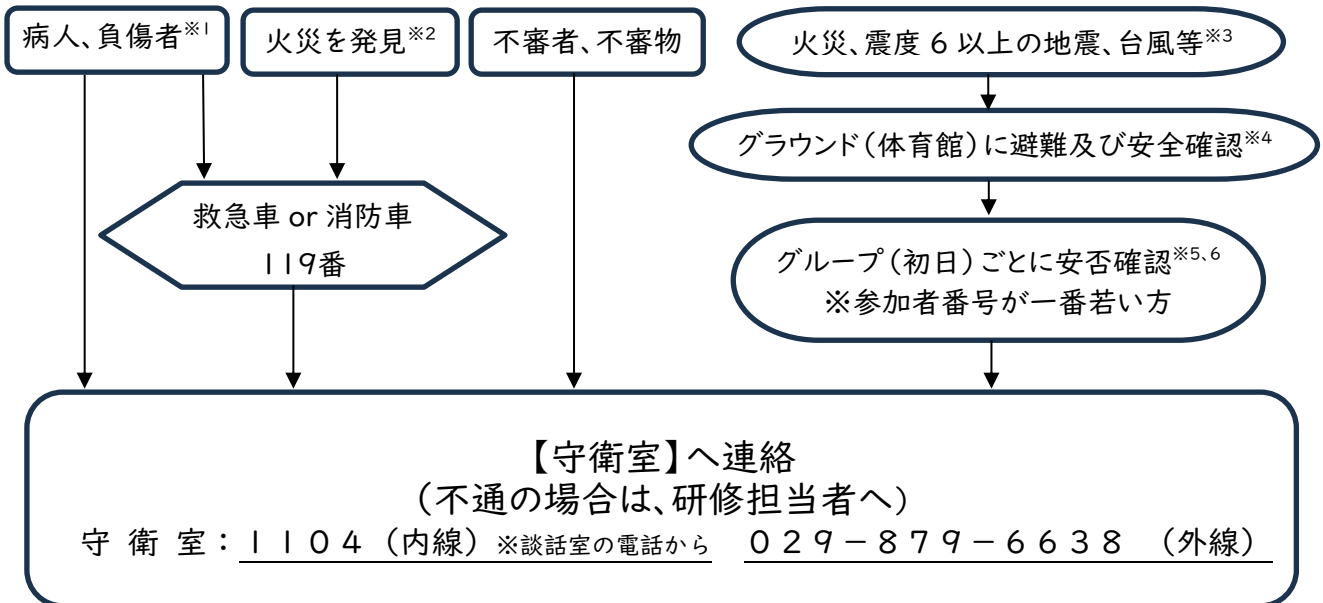 病人、負傷者※1
火災を発見※2
不審者、不審物
火災、震度6以上の地震、台風等※3
グラウンド(体育館)に避難及び安全確認※4
救急車 or 消防車
119番
グループ(初日)ごとに安否確認※5、6
※参加者番号が一番若い方
【守衛室】へ連絡
(不通の場合は、研修担当者へ)
守 衛 室:1104(内線)※談話室の電話から 029-879-6638 (外線)